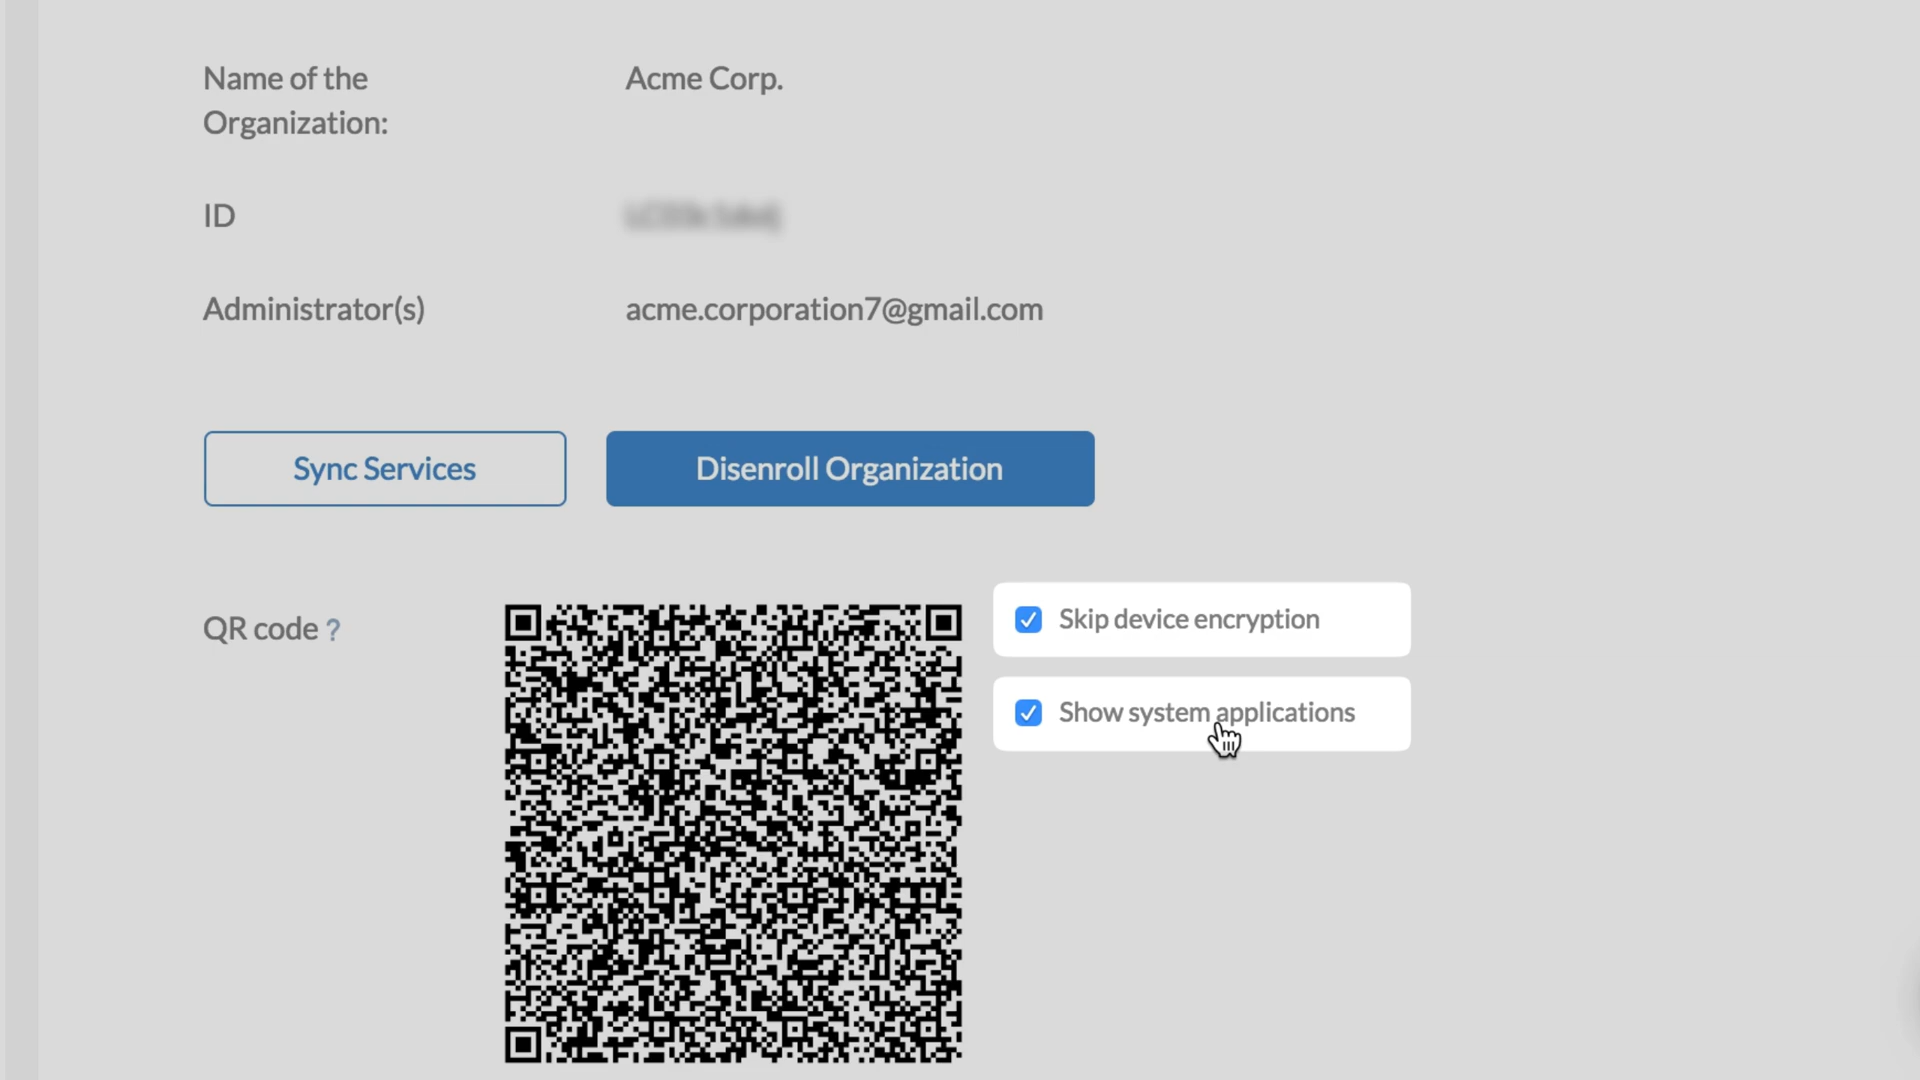 Name of the
Organization:
Acme Corp.
ID
Administrator(s)
acme.corporation7@gmail.com
Sync Services
Disenroll Organization
QR code ?
Skip device encryption
Show system applications